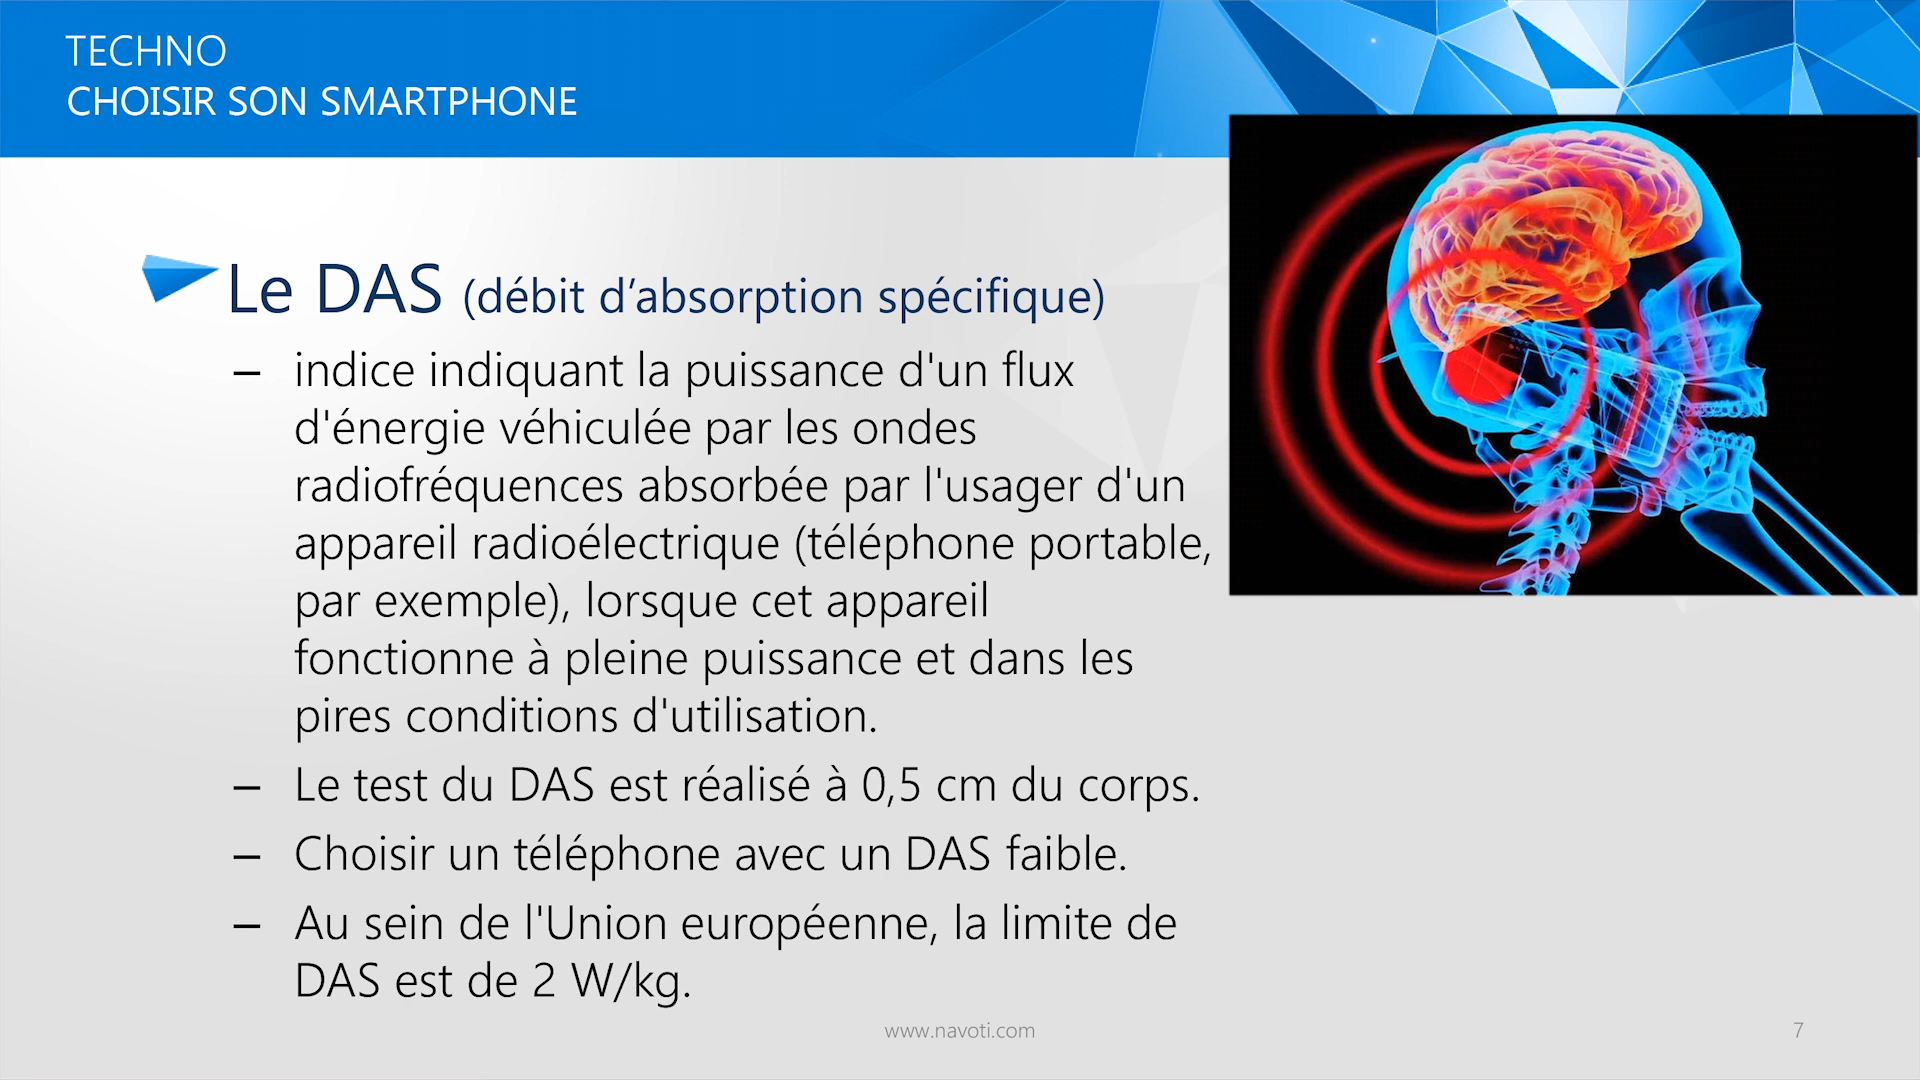 TECHNO
CHOISIR SON SMARTPHONE
Le DAS (débit d’absorption spécifique)
– indice indiquant la puissance d'un flux
d'énergie véhiculée par les ondes
radiofréquences absorbée par l'usager d'un
appareil radioélectrique (téléphone portable,
par exemple), lorsque cet appareil
fonctionne à pleine puissance et dans les
pires conditions d'utilisation.
– Le test du DAS est réalisé à 0,5 cm du corps.
– Choisir un téléphone avec un DAS faible.
– Au sein de l'Union européenne, la limite de
DAS est de 2 W/kg.
www.navoti.com
7